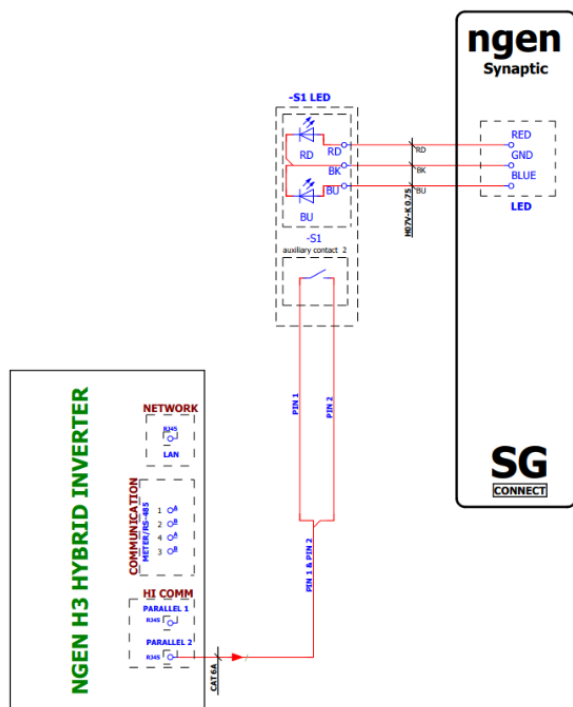 ngen
Synaptic
-S1 LED
RD
RD
BK
BU
BU
RD
BK
BU
H07V-K 0.75
RED
GND
BLUE
LED
-S1
auxiliary contact 2
PIN 1
PIN 2
PIN 1 & PIN 2
SG
CONNECT
NGEN H3 HYBRID INVERTER
NETWORK
RJ45
LAN
COMMUNICATION
METER/RS-485
1 A
2 B
4 A
3 B
HI COMM
PARALLEL 1
RJ45
PARALLEL 2
RJ45
CAT 6A